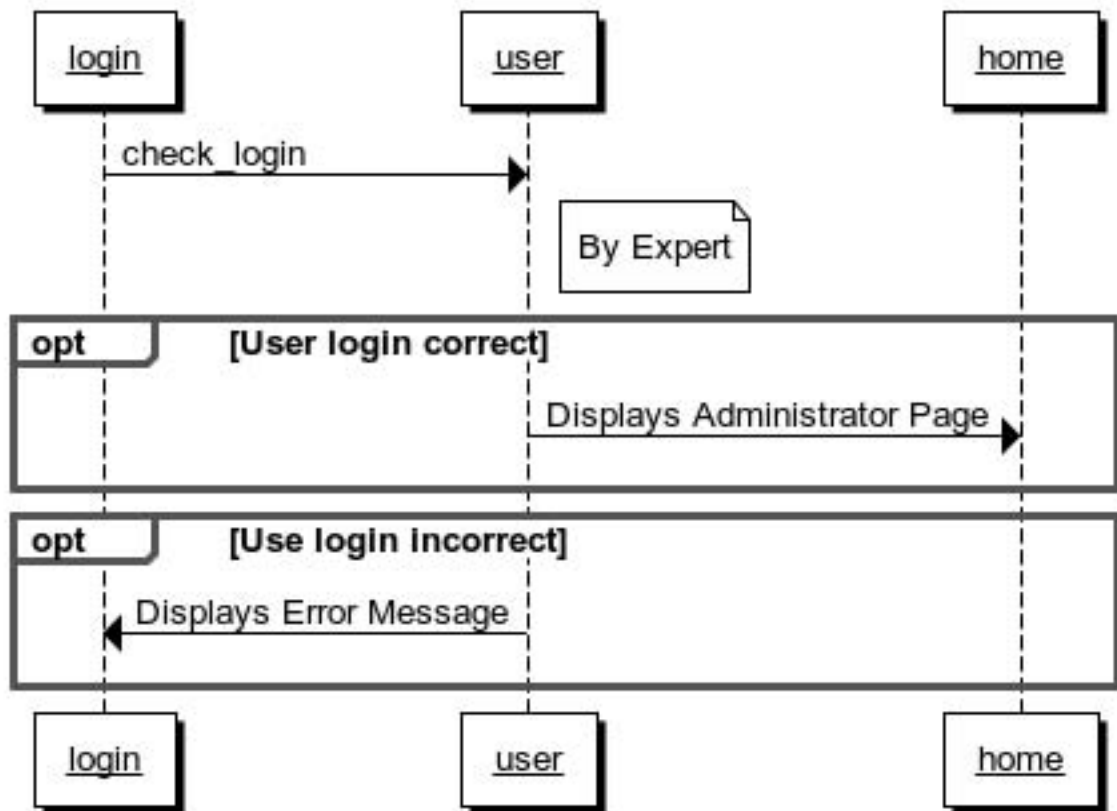 login user home
check_login
By Expert
opt [User login correct]
Displays Administrator Page
opt [Use login incorrect]
Displays Error Message
login user home